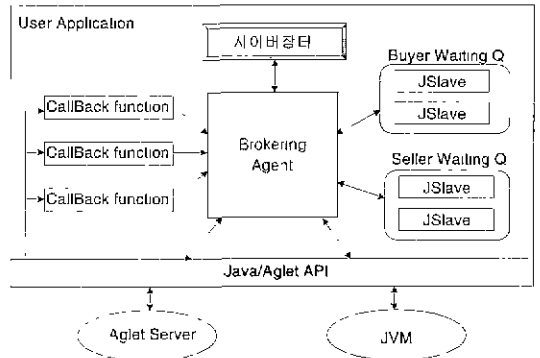 User Application
사이버장터
Buyer Waiting Q
JSlave
JSlave
CallBack function
CallBack function
CallBack function
Brokering
Agent
Seller Waiting Q
JSlave
JSlave
Java/Aglet API
Aglet Server
JVM